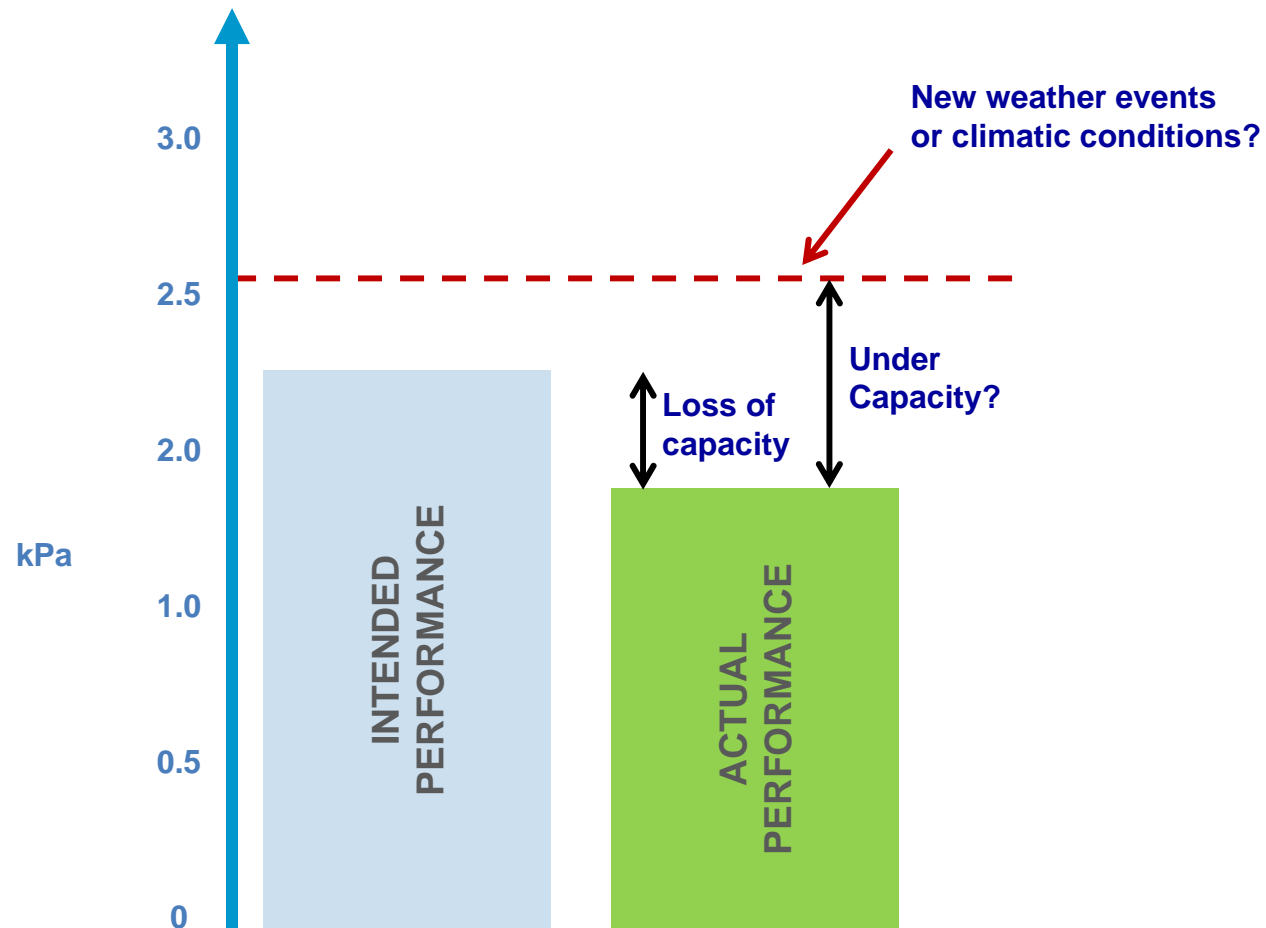 New weather events
or climatic conditions?
3.0
2.5
Under
Capacity?
Loss of
capacity
2.0
kPa
1.0
0.5
0
INTENDED
PERFORMANCE
ACTUAL
PERFORMANCE